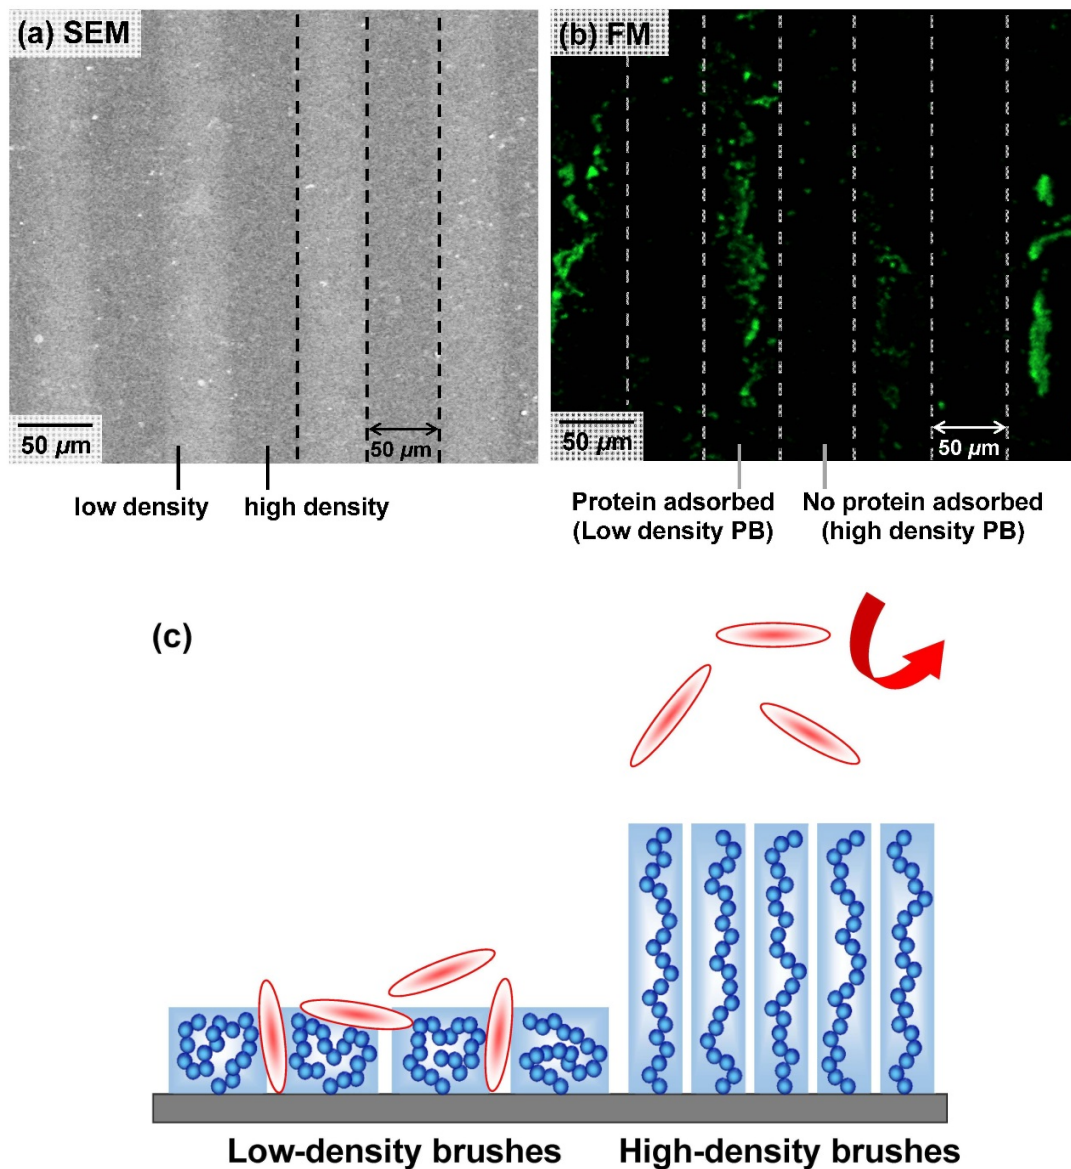 (a) SEM
50 µm
50 µm
low density
high density
(b) FM
50 µm
50 µm
Protein adsorbed
(Low density PB)
No protein adsorbed
(high density PB)
(c)
Low-density brushes
High-density brushes